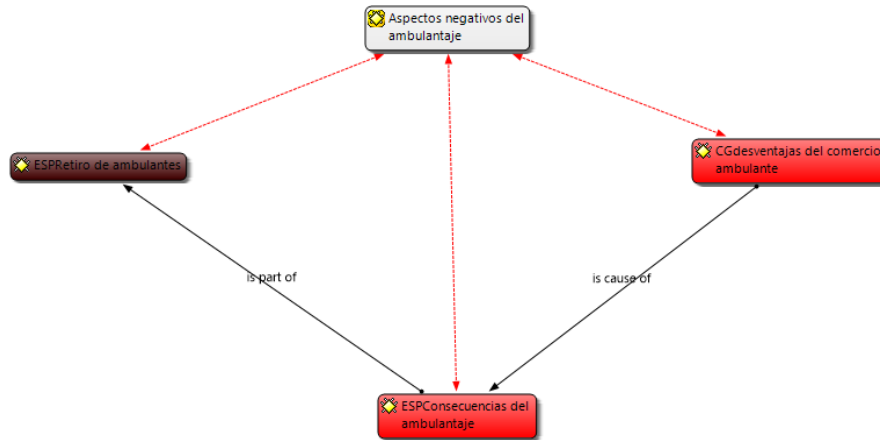 Aspectos negativos del
ambulantaje
ESPRetiro de ambulantes
CGdesventajas del comercio
ambulante
is part of
is cause of
ESPConsecuencias del
ambulantaje